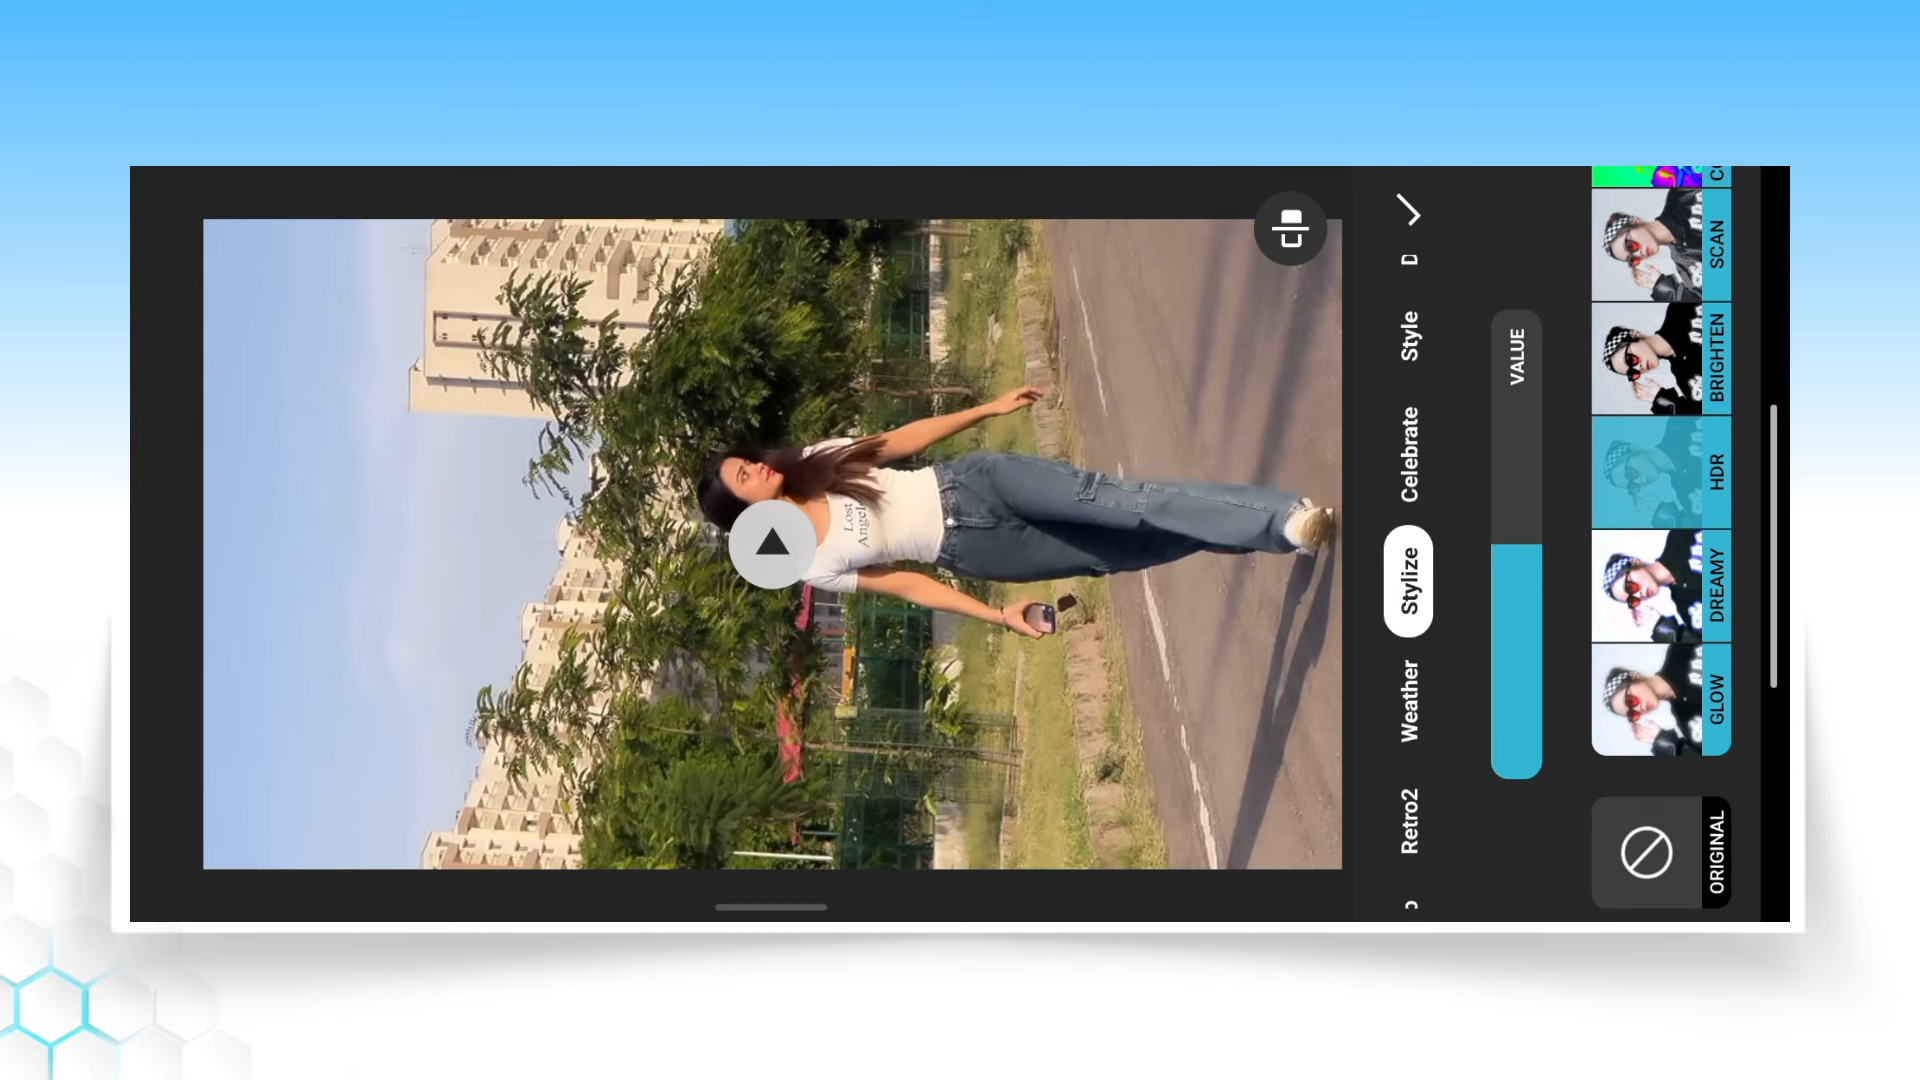 Lost
Angel
VALUE
Retro2
Weather
Stylize
Celebrate
Style
D
ORIGINAL
GLOW
DREAMY
HDR
BRIGHTEN
SCAN